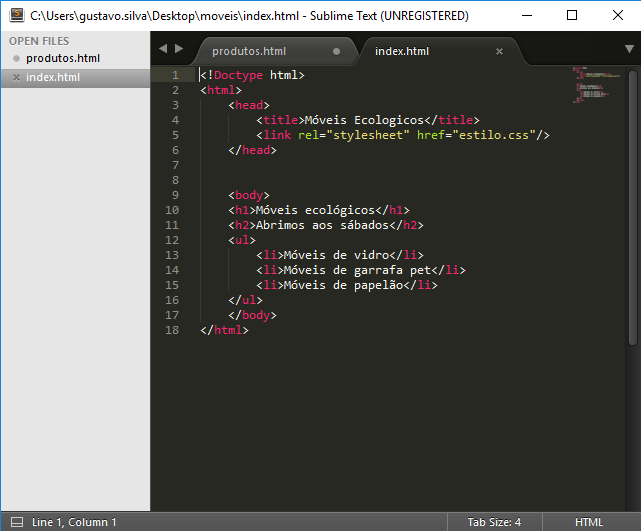 C:\Users\gustavo.silva\Desktop\moveis\index.html - Sublime Text (UNREGISTERED)
OPEN FILES
produtos.html
index.html
produtos.html
index.html
1 <!Doctype html>
2 <html>
3 <head>
4 <title>Móveis Ecologicos</title>
5 <link rel="stylesheet" href="estilo.css"/>
6 </head>
7
8
9 <body>
10 <h1>Móveis ecológicos</h1>
11 <h2>Abrimos aos sábados</h2>
12 <ul>
13 <li>Móveis de vidro</li>
14 <li>Móveis de garrafa pet</li>
15 <li>Móveis de papelão</li>
16 </ul>
17 </body>
18 </html>
Line 1, Column 1
Tab Size: 4
HTML